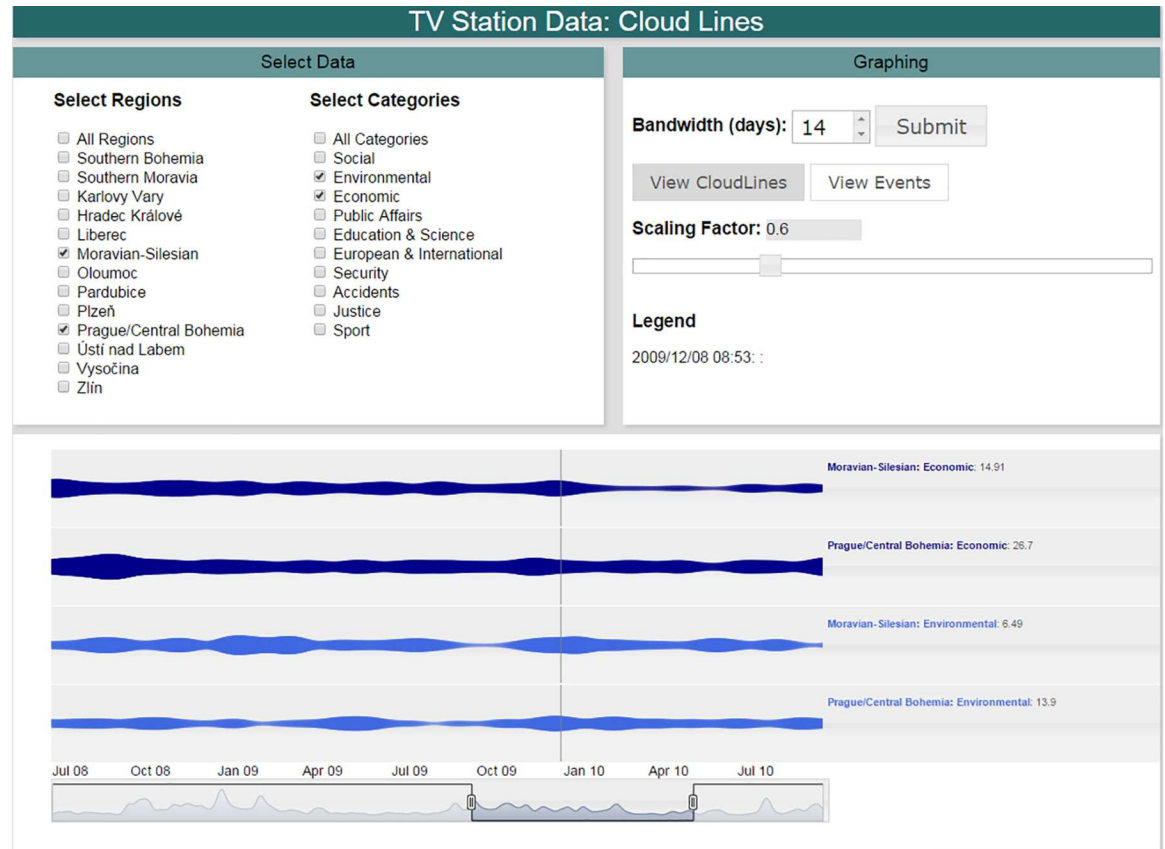 TV Station Data: Cloud Lines
Select Data
Select Regions
All Regions
Southern Bohemia
Southern Moravia
Karlovy Vary
Hradec Králové
Liberec
Moravian-Silesian
Oloumoc
Pardubice
Plzeň
Prague/Central Bohemia
Ústí nad Labem
Vysočina
Zlín
Select Categories
All Categories
Social
Environmental
Economic
Public Affairs
Education & Science
European & International
Security
Accidents
Justice
Sport
Graphing
Bandwidth (days): 14 Submit
View CloudLines View Events
Scaling Factor: 0.6
Legend
2009/12/08 08:53: :
Moravian-Silesian: Economic: 14.91
Prague/Central Bohemia: Economic: 26.7
Moravian-Silesian: Environmental: 6.49
Prague/Central Bohemia: Environmental: 13.9
Jul 08 Oct 08 Jan 09 Apr 09 Jul 09 Oct 09 Jan 10 Apr 10 Jul 10